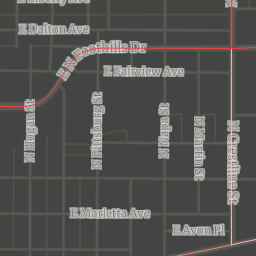 E Dalton Ave
E N Foothills Dr
E Fairview Ave
N Hogan St
N Pittsburg St
N Napa St
N Martin St
N Crestline St
E Marietta Ave
E Avon Pl